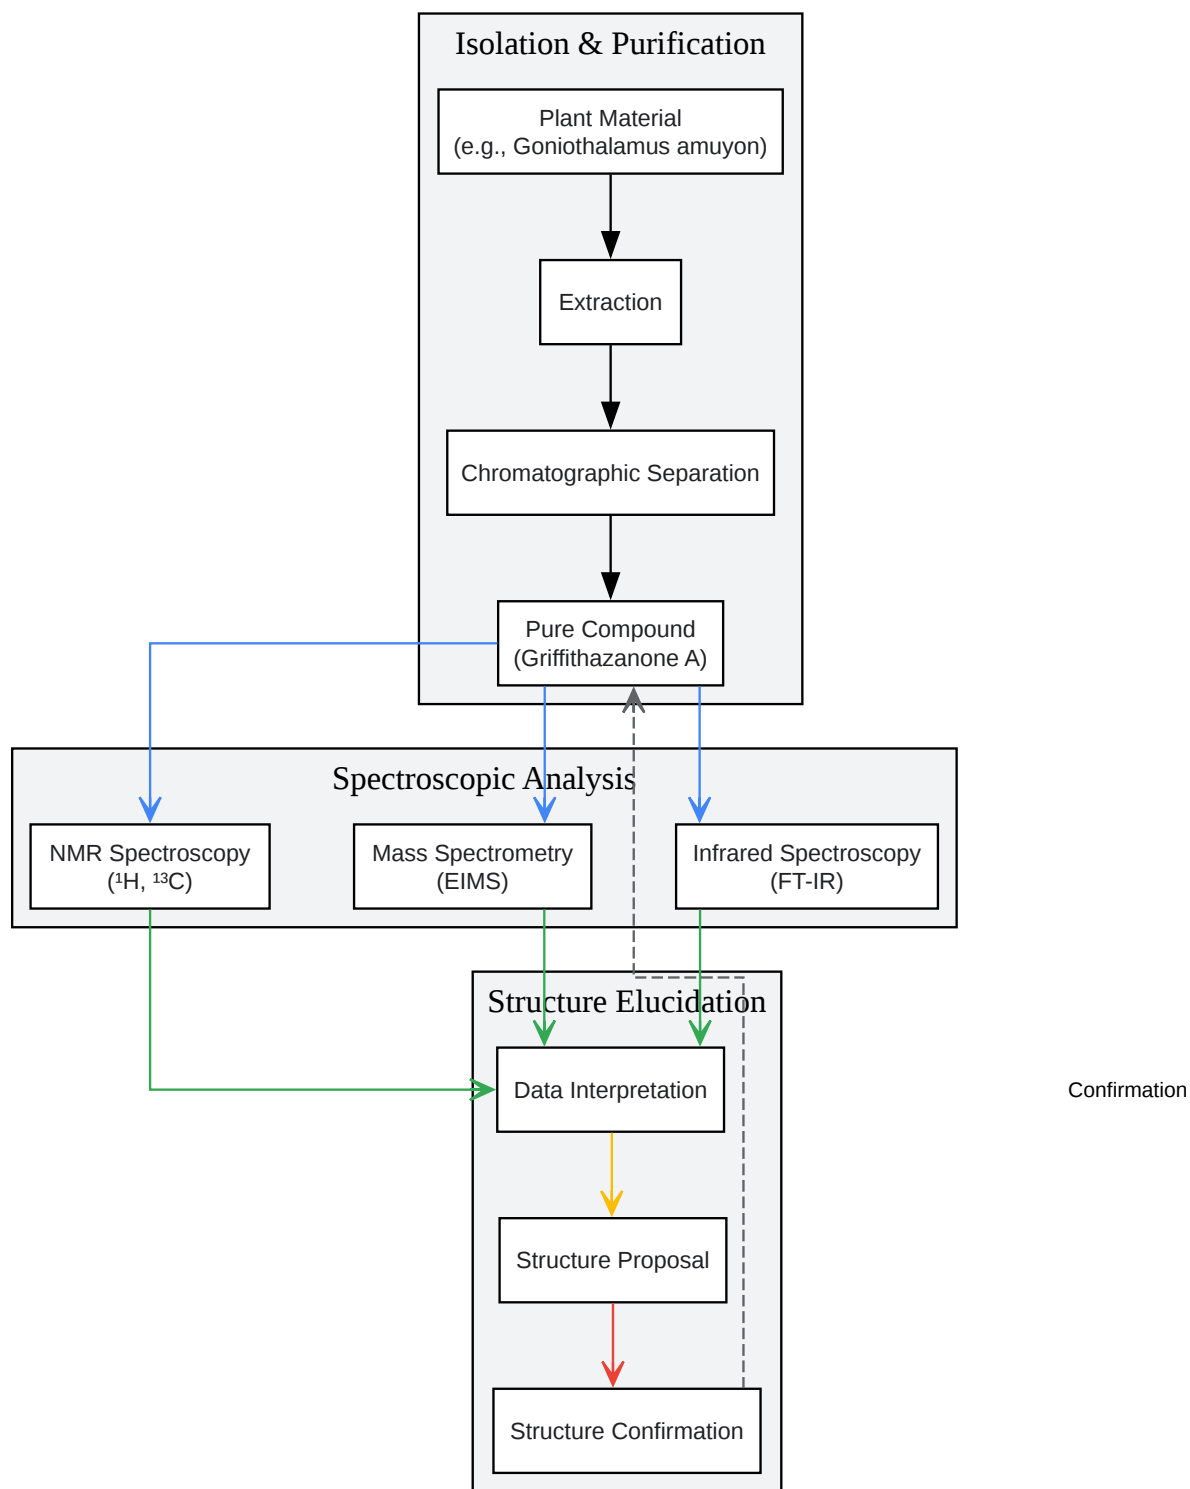 Isolation & Purification
Plant Material
(e.g., Goniothalamus amuyon)
Extraction
Chromatographic Separation
Pure Compound
(Griffithazanone A)
Spectroscopic Analysis
NMR Spectroscopy
(¹H, ¹³C)
Mass Spectrometry
(EIMS)
Infrared Spectroscopy
(FT-IR)
Structure Elucidation
Data Interpretation
Confirmation
Structure Proposal
Structure Confirmation